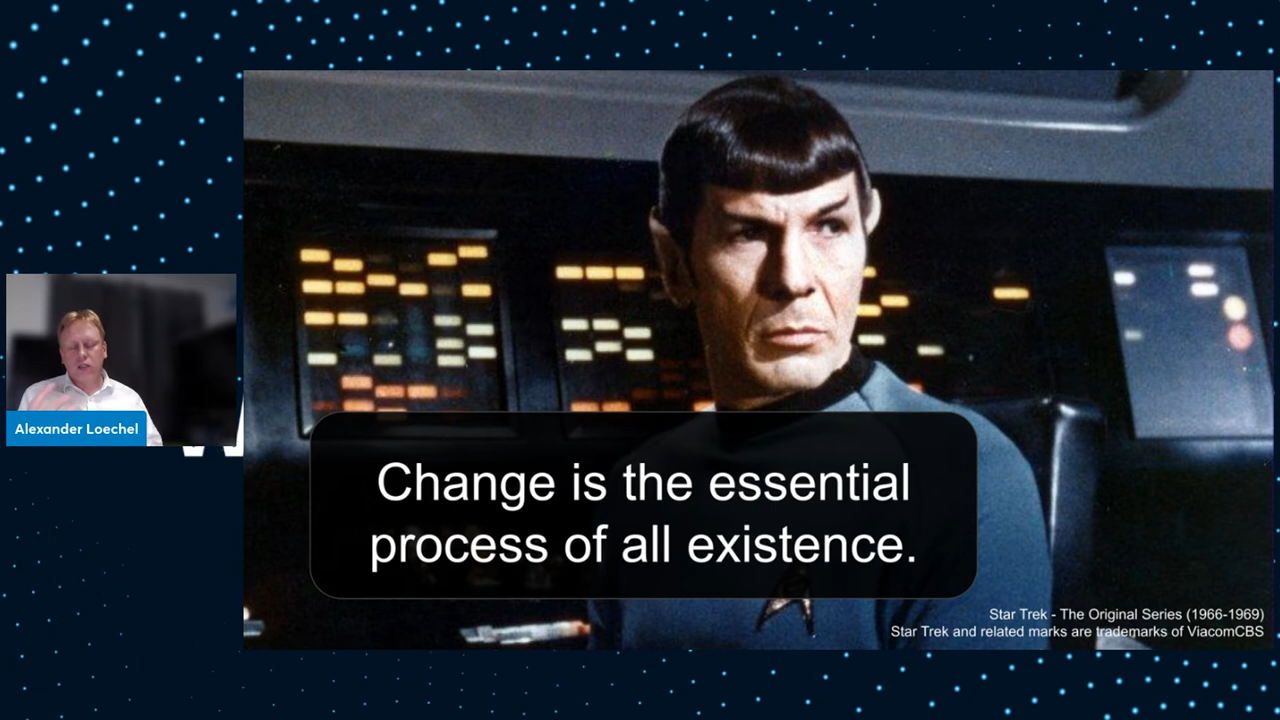 Alexander Loechel
Change is the essential
process of all existence.
Star Trek - The Original Series (1966-1969)
Star Trek and related marks are trademarks of ViacomCBS